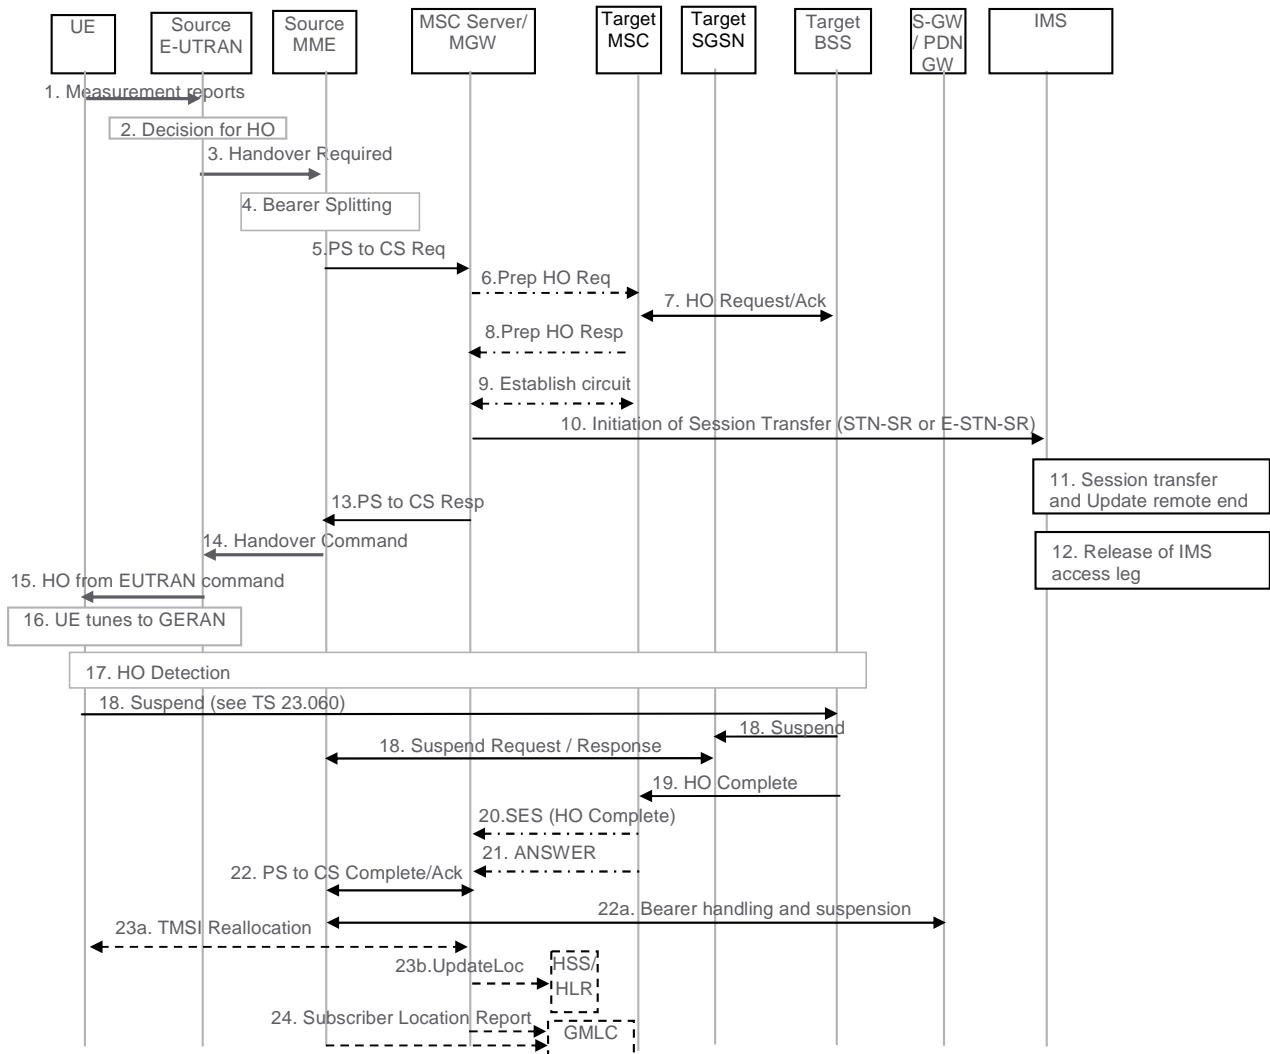 UE
Source
E-UTRAN
Source
MME
MSC Server/
MGW
Target
MSC
Target
SGSN
Target
BSS
S-GW
/ PDN
GW
IMS
1. Measurement reports
2. Decision for HO
3. Handover Required
4. Bearer Splitting
5.PS to CS Req
6.Prep HO Req
7. HO Request/Ack
8.Prep HO Resp
9. Establish circuit
10. Initiation of Session Transfer (STN-SR or E-STN-SR)
11. Session transfer
and Update remote end
13.PS to CS Resp
14. Handover Command
12. Release of IMS
access leg
15. HO from EUTRAN command
16. UE tunes to GERAN
17. HO Detection
18. Suspend (see TS 23.060)
18. Suspend
18. Suspend Request / Response
19. HO Complete
20.SES (HO Complete)
21. ANSWER
22. PS to CS Complete/Ack
22a. Bearer handling and suspension
23a. TMSI Reallocation
23b.UpdateLoc
HSS/
HLR
24. Subscriber Location Report
GMLC